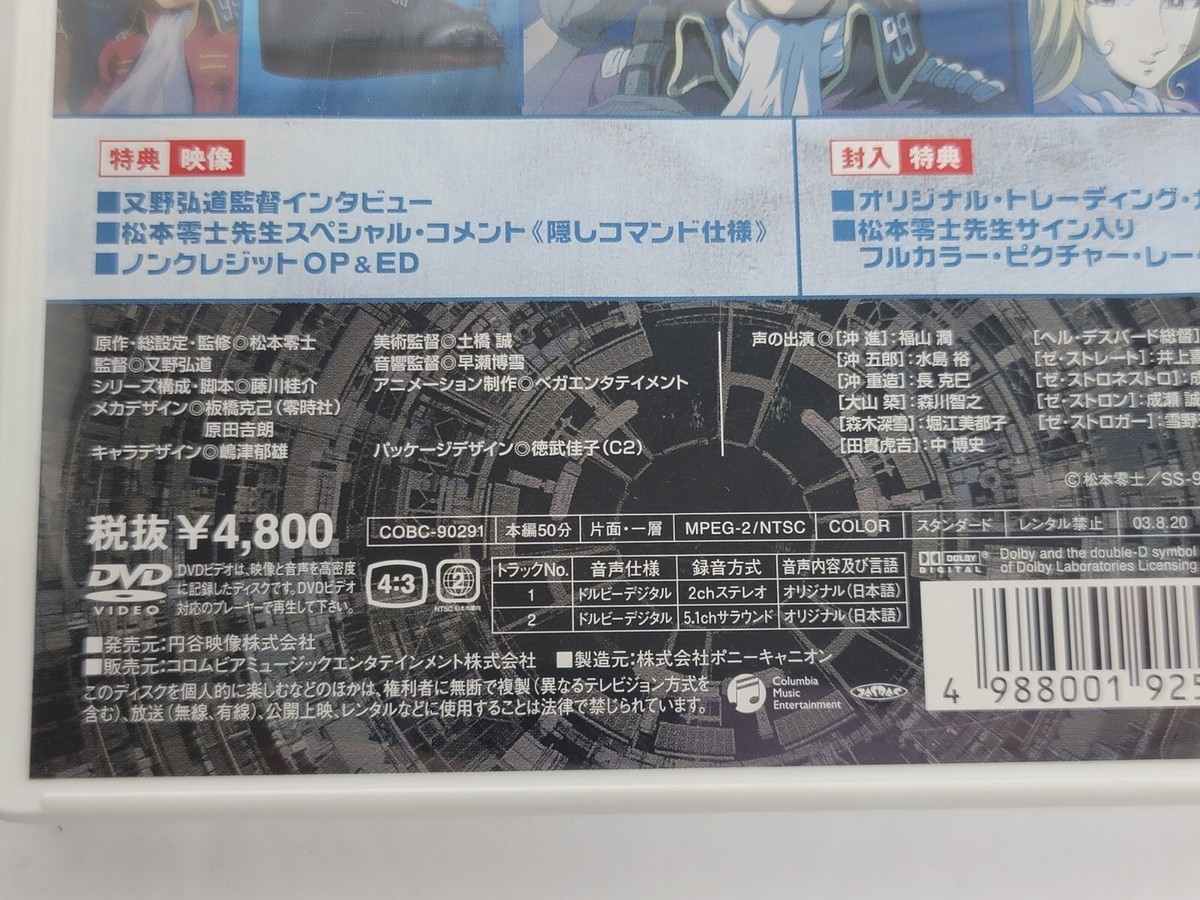 特典 映像
■又野弘道監督インタビュー
■松本零士先生スペシャル・コメント《隠しコマンド仕様》
■ノンクレジットOP&ED
封入 特典
■オリジナル・トレーディング・
■松本零士先生サイン入り
フルカラー・ピクチャー・レー
99
原作・総設定・監修◎松本零士
監督◎又野弘道
シリーズ構成・脚本◎藤川桂介
メカデザイン◎板橋克己(零時社)
原田吉朗
キャラデザイン◎嶋津郁雄
美術監督◎土橋 誠
音響監督◎早瀬博雪
アニメーション制作◎ベガエンタテイメント
パッケージデザイン◎徳武佳子(C2)
声の出演◎[沖 進]:福山 潤
[沖 五郎]:水島 裕
[沖 重造]:長 克巳
[大山 築]:森川智之
[森木深雪]:堀江美都子
[田貫虎吉]:中 博史
[ヘル・デスバード総督]
[ゼ・ストレート]:井上
[ゼ・ストロネストロ]:成
[ゼ・ストロン]:成瀬 誠
[ゼ・ストロガー]:雪野
©松本零士/SS-9
税抜¥4,800
COBC-90291 本編50分 片面・一層 MPEG-2/NTSC COLOR スタンダード レンタル禁止 03.8.20
DVD VIDEO
DVDビデオは、映像と音声を高密度
に記録したディスクです。DVDビデオ
対応のプレーヤーで再生して下さい。
4:3
2
NTSC 日本市場向
トラックNo. 音声仕様 録音方式 音声内容及び言語
1 ドルビーデジタル 2chステレオ オリジナル(日本語)
2 ドルビーデジタル 5.1chサラウンド オリジナル(日本語)
DOLBY DIGITAL
Dolby and the double-D symbol
of Dolby Laboratories Licensing
■発売元:円谷映像株式会社
■販売元:コロムビアミュージックエンタテインメント株式会社 ■製造元:株式会社ポニーキャニオン
このディスクを個人的に楽しむなどのほかは、権利者に無断で複製(異なるテレビジョン方式を
含む)、放送(無線、有線)、公開上映、レンタルなどに使用することは法律で禁じられています。
Columbia
Music
Entertainment
JASRAC
4 988001 925